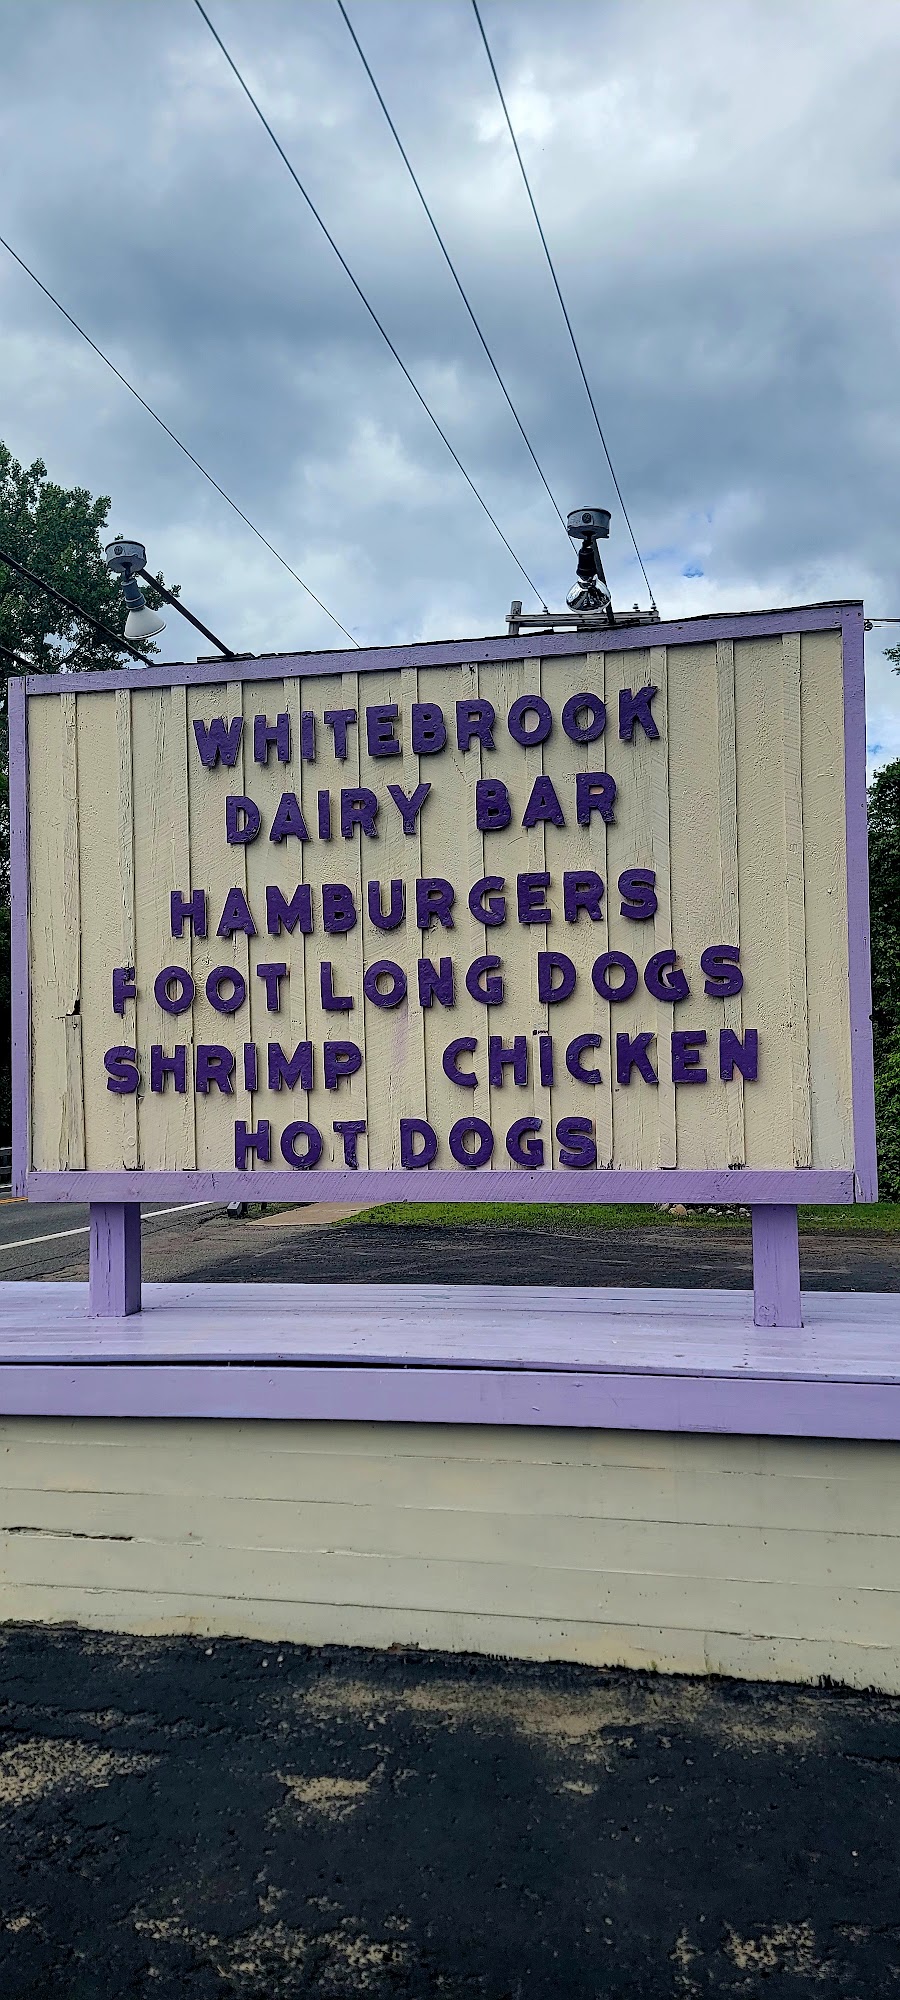 WHITEBROOK
DAIRY BAR
HAMBURGERS
FOOT LONG DOGS
SHRIMP CHICKEN
HOT DOGS